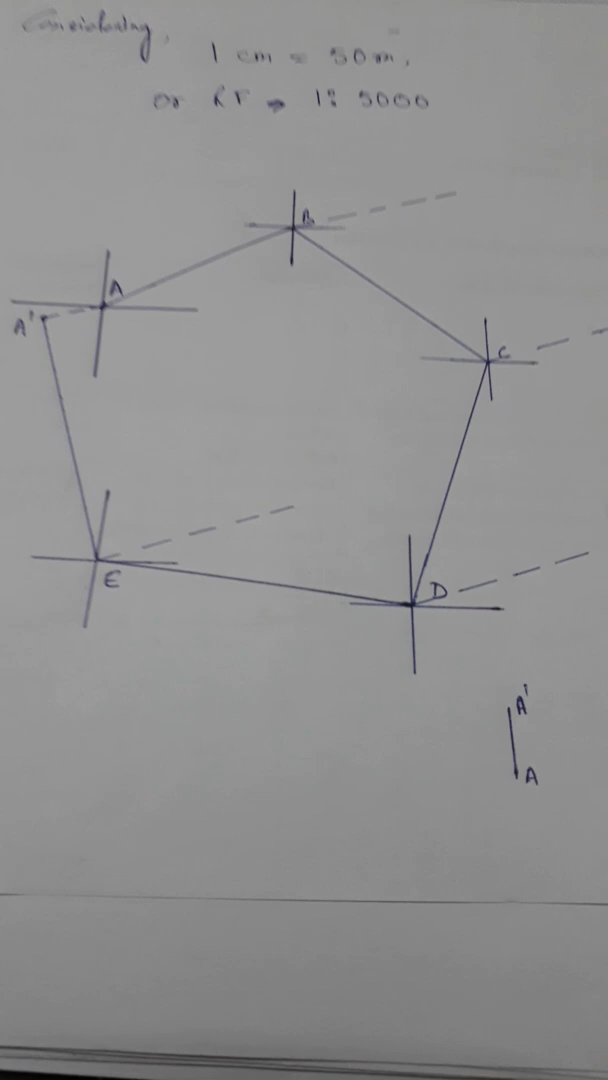 Considering,
1 cm = 50 m.
or RF → 1: 5000
B
A
A'
C
E
D
A'
A